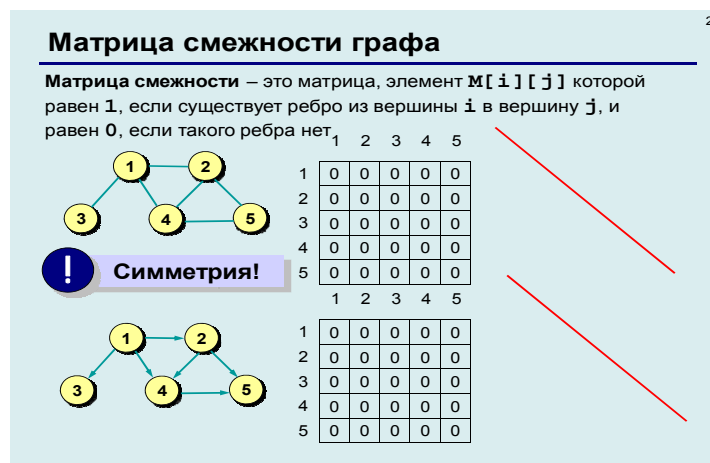 2
Матрица смежности графа
Матрица смежности – это матрица, элемент M[i][j] которой
равен 1, если существует ребро из вершины i в вершину j, и
равен 0, если такого ребра нет
1 2 3 4 5
1 2
3 4 5
1 0 0 0 0 0
2 0 0 0 0 0
3 0 0 0 0 0
4 0 0 0 0 0
5 0 0 0 0 0
! Симметрия!
1 2 3 4 5
1 2
3 4 5
1 0 0 0 0 0
2 0 0 0 0 0
3 0 0 0 0 0
4 0 0 0 0 0
5 0 0 0 0 0